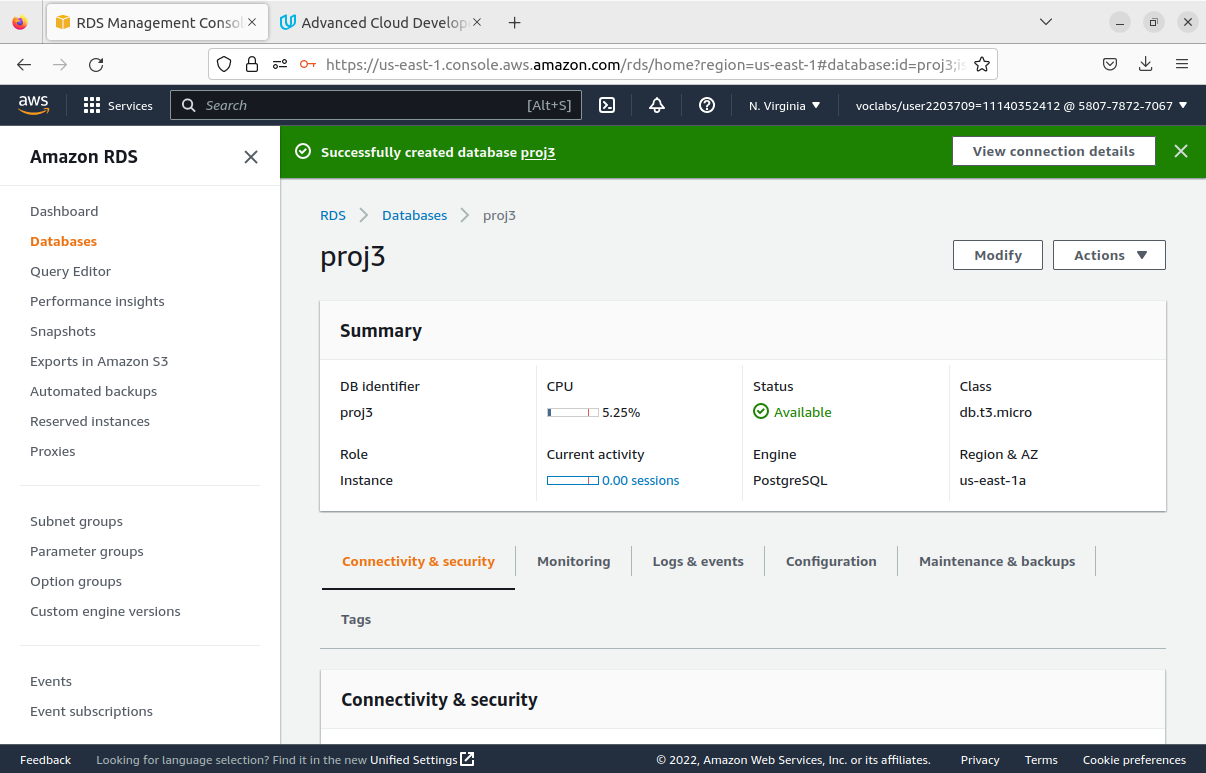 RDS Management Conso
Advanced Cloud Develop
https://us-east-1.console.aws.amazon.com/rds/home?region=us-east-1#database:id=proj3;is
aws
Services
Search
[Alt+S]
N. Virginia
voclabs/user2203709=11140352412 @ 5807-7872-7067
Amazon RDS
Dashboard
Databases
Query Editor
Performance insights
Snapshots
Exports in Amazon S3
Automated backups
Reserved instances
Proxies
Subnet groups
Parameter groups
Option groups
Custom engine versions
Events
Event subscriptions
Successfully created database proj3
View connection details
RDS
Databases
proj3
proj3
Modify
Actions
Summary
DB identifier
proj3
CPU
5.25%
Status
Available
Class
db.t3.micro
Role
Instance
Current activity
0.00 sessions
Engine
PostgreSQL
Region & AZ
us-east-1a
Connectivity & security
Monitoring
Logs & events
Configuration
Maintenance & backups
Tags
Connectivity & security
Feedback
Looking for language selection? Find it in the new Unified Settings
© 2022, Amazon Web Services, Inc. or its affiliates.
Privacy
Terms
Cookie preferences